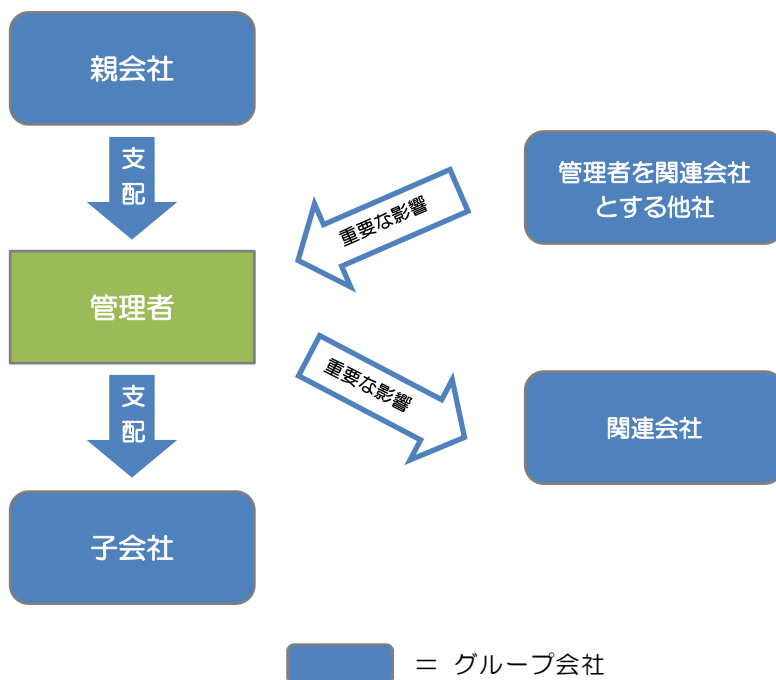 親会社
支
配
管理者を関連会社
とする他社
重要な影響
管理者
重要な影響
支
配
関連会社
子会社
＝ グループ会社